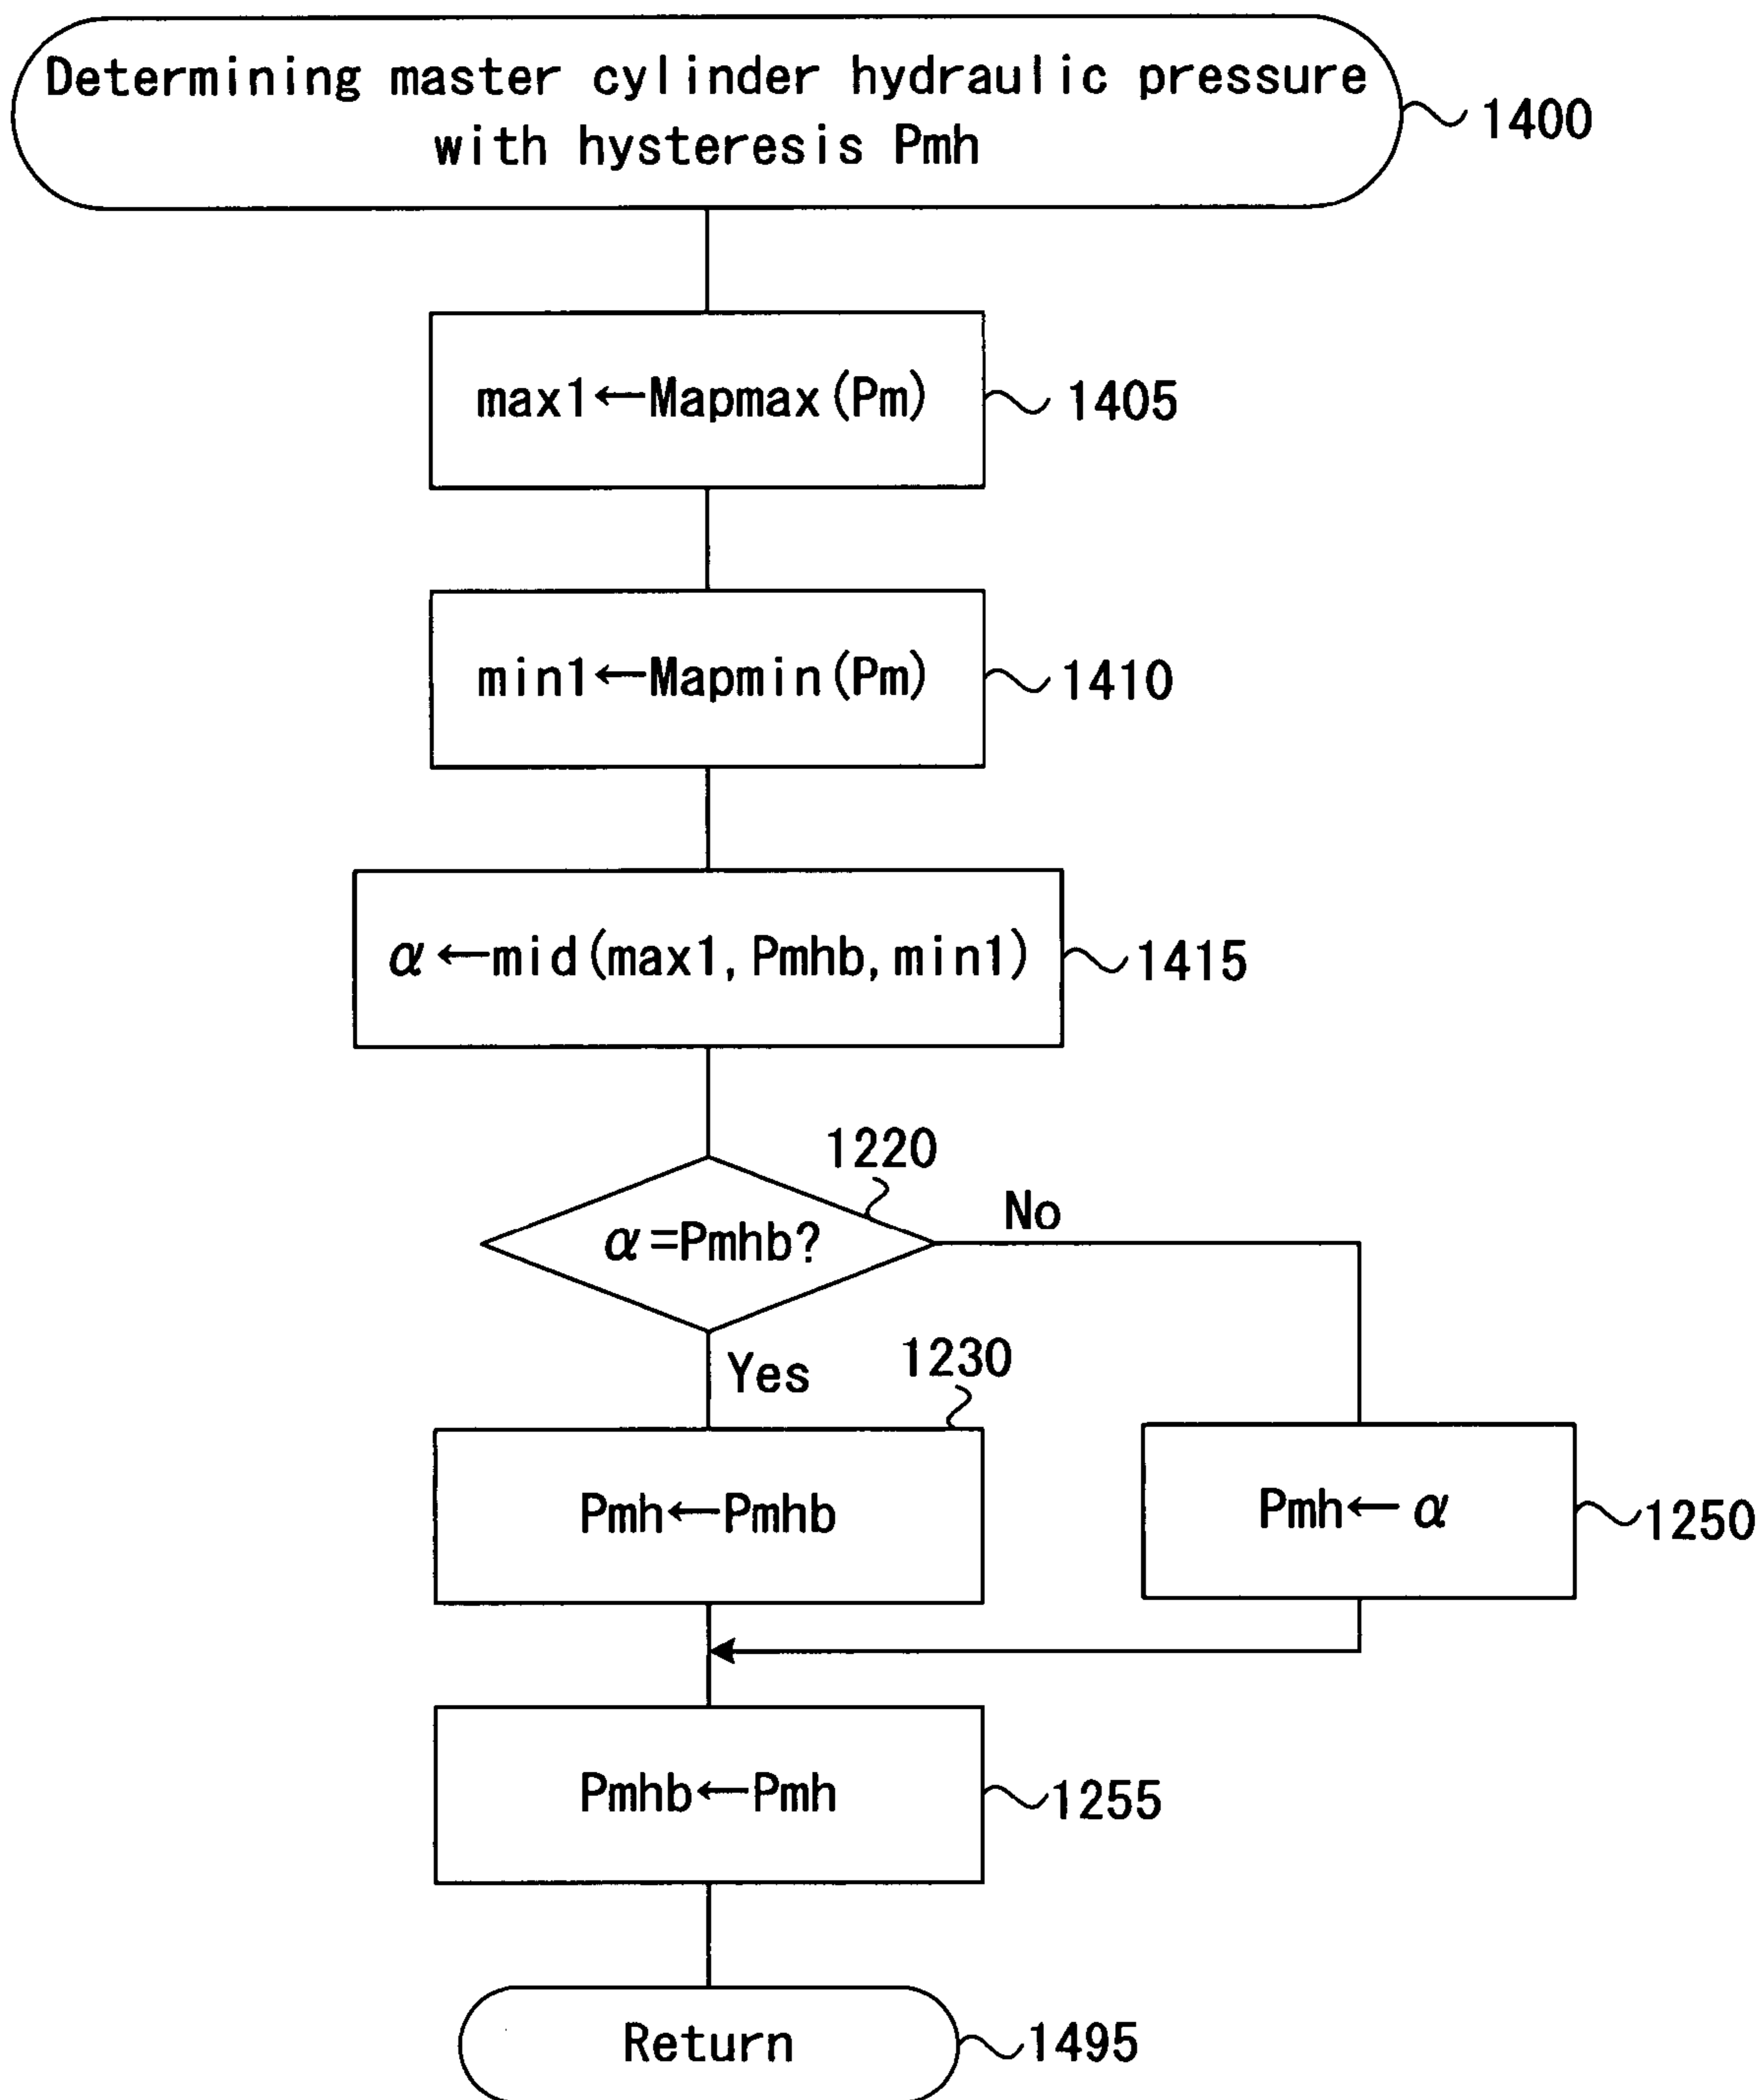 Determining master cylinder hydraulic pressure
with hysteresis Pmh
1400
max1←Mapmax(Pm)
1405
min1←Mapmin(Pm)
1410
α←mid(max1,Pmhb,min1)
1415
1220
α=Pmhb?
No
Yes
1230
Pmh←Pmhb
Pmh←α
1250
Pmhb←Pmh
1255
Return
1495